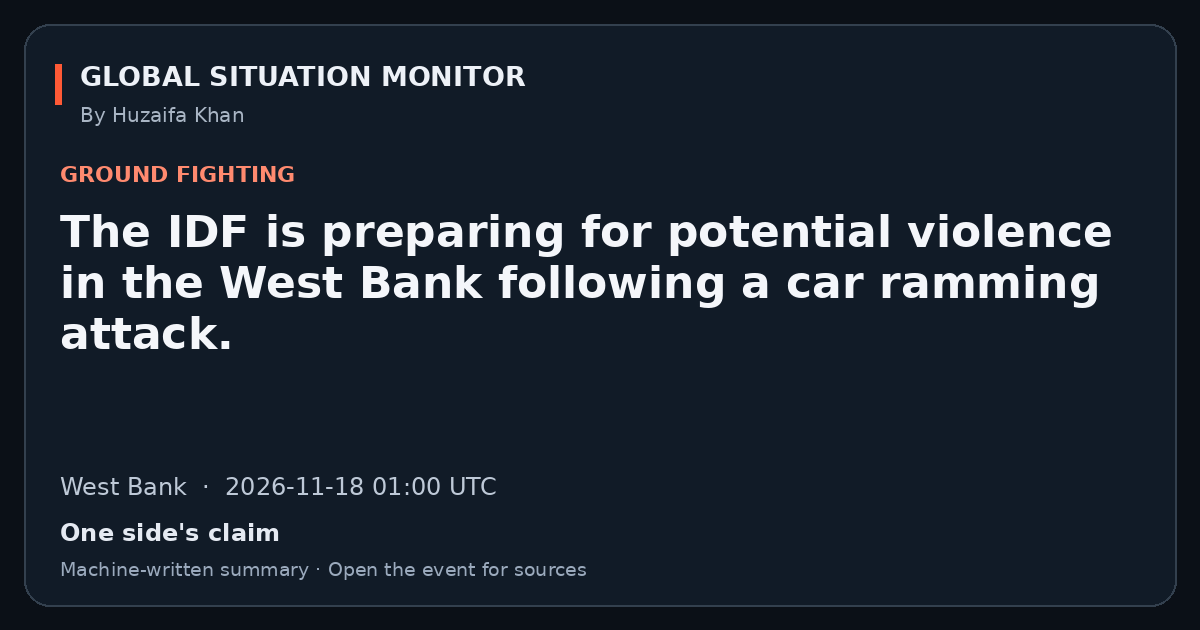 GLOBAL SITUATION MONITOR
By Huzaifa Khan
GROUND FIGHTING
The IDF is preparing for potential violence
in the West Bank following a car ramming
attack.
West Bank · 2026-11-18 01:00 UTC
One side's claim
Machine-written summary · Open the event for sources